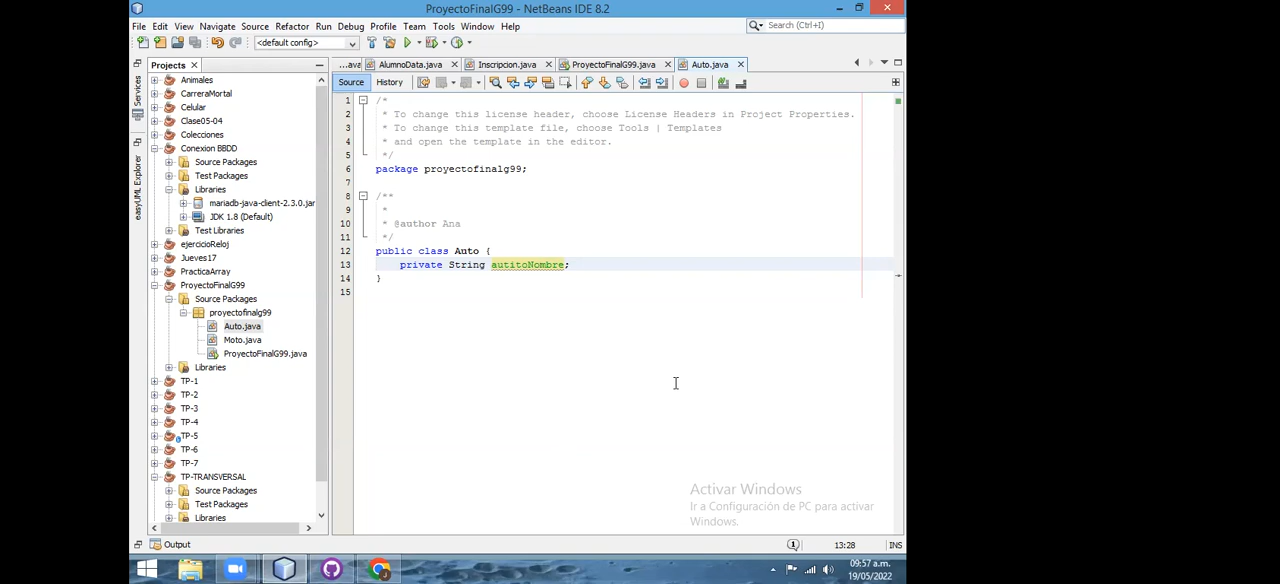 ProyectoFinalG99 - NetBeans IDE 8.2
File Edit View Navigate Source Refactor Run Debug Profile Team Tools Window Help
Search (Ctrl+I)
<default config>
Projects
...ava
AlumnoData.java
Inscripcion.java
ProyectoFinalG99.java
Auto.java
Services
easyUML Explorer
Source History
Animales
CarreraMortal
Celular
Clase05-04
Colecciones
Conexion BBDD
Source Packages
Test Packages
Libraries
mariadb-java-client-2.3.0.jar
JDK 1.8 (Default)
Test Libraries
ejercicioReloj
Jueves17
PracticaArray
ProyectoFinalG99
Source Packages
proyectofinalg99
Auto.java
Moto.java
ProyectoFinalG99.java
Libraries
TP-1
TP-2
TP-3
TP-4
TP-5
TP-6
TP-7
TP-TRANSVERSAL
Source Packages
Test Packages
Libraries
1 /*
2 * To change this license header, choose License Headers in Project Properties.
3 * To change this template file, choose Tools | Templates
4 * and open the template in the editor.
5 */
6 package proyectofinalg99;
7
8 /**
9 *
10 * @author Ana
11 */
12 public class Auto {
13 private String autitoNombre;
14 }
15
Activar Windows
Ir a Configuración de PC para activar
Windows.
Output
13:28
INS
09:57 a.m.
19/05/2022